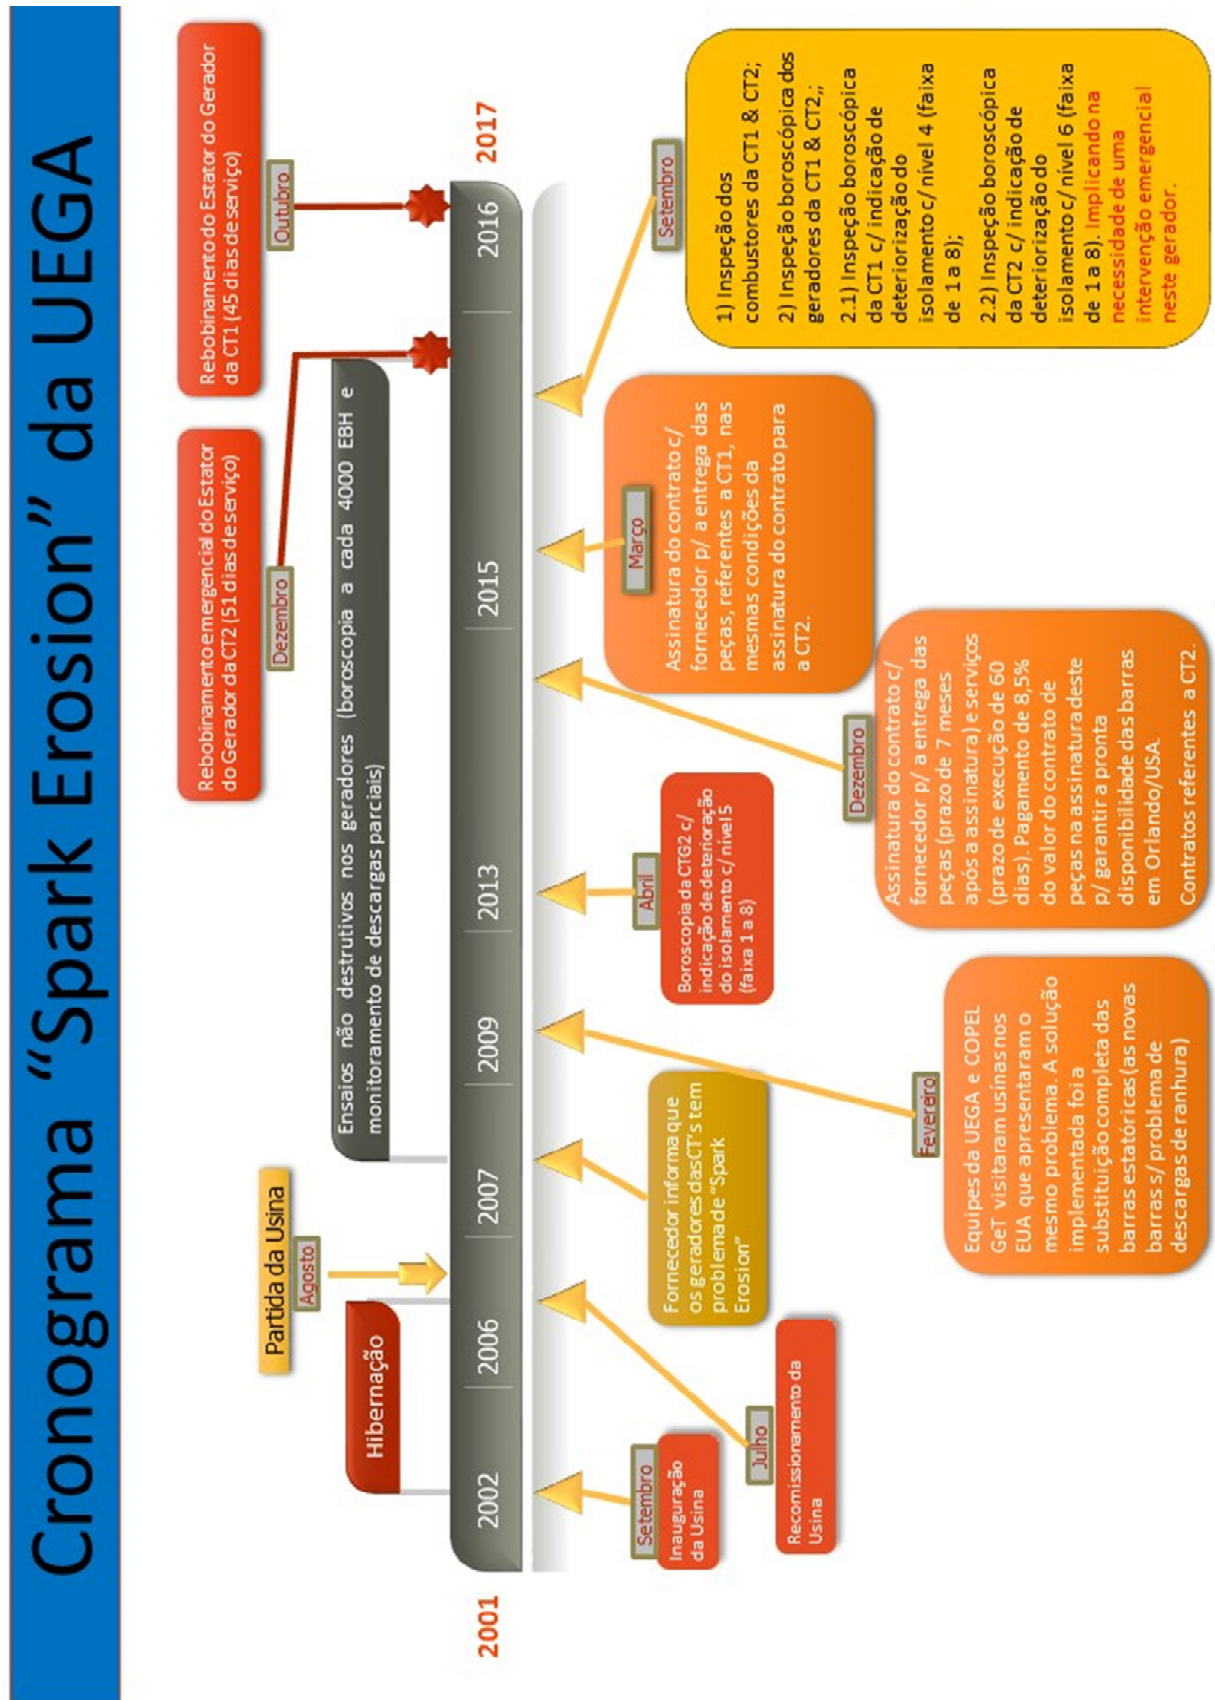 Cronograma “Spark Erosion” da UEGA
Rebobinamento emergencial do Estator
do Gerador da CT2 (51 dias de serviço)
Dezembro
Rebobinamento do Estator do Gerador
da CT1 (45 dias de serviço)
Outubro
Partida da Usina
Agosto
Hibernação
Ensaios não destrutivos nos geradores (boroscopia a cada 4000 EBH e
monitoramento de descargas parciais)
2001
2002
2006
2007
2009
2013
2015
2016
2017
Setembro
Inauguração
da Usina
Julho
Recomissionamento da
Usina
Fornecedor informa que
os geradores das CT's tem
problema de “Spark
Erosion”
Fevereiro
Equipes da UEGA e COPEL
GeT visitaram usinas nos
EUA que apresentaram o
mesmo problema. A solução
implementada foi a
substituição completa das
barras estatóricas (as novas
barras s/ problema de
descargas de ranhura)
Abril
Boroscopia da CTG2 c/
indicação de deterioração
do isolamento c/ nível 5
(faixa 1 a 8)
Dezembro
Assinatura do contrato c/
fornecedor p/ a entrega das
peças (prazo de 7 meses
após a assinatura) e serviços
(prazo de execução de 60
dias). Pagamento de 8,5%
do valor do contrato de
peças na assinatura deste
p/ garantir a pronta
disponibilidade das barras
em Orlando/USA.
Contratos referentes a CT2.
Março
Assinatura do contrato c/
fornecedor p/ a entrega das
peças, referentes a CT1, nas
mesmas condições da
assinatura do contrato para
a CT2.
Setembro
1) Inspeção dos
combustores da CT1 & CT2;
2) Inspeção boroscópica dos
geradores da CT1 & CT2,;
2.1) Inspeção boroscópica
da CT1 c/ indicação de
deteriorização do
isolamento c/ nível 4 (faixa
de 1 a 8);
2.2) Inspeção boroscópica
da CT2 c/ indicação de
deteriorização do
isolamento c/ nível 6 (faixa
de 1 a 8). Implicando na
necessidade de uma
intervenção emergencial
neste gerador.